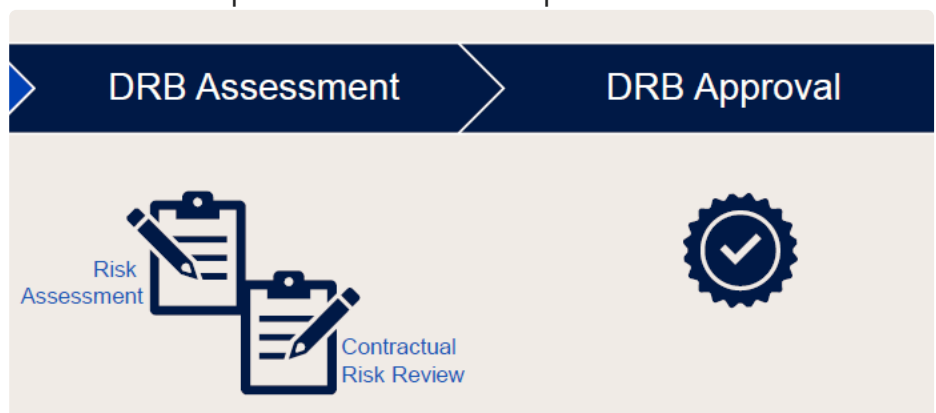 DRB Assessment
DRB Approval
Risk
Assessment
Contractual
Risk Review